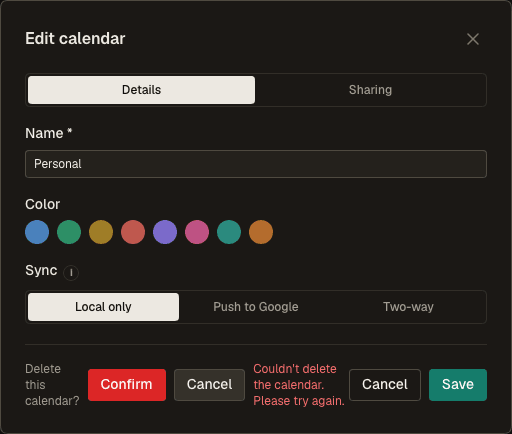 Edit calendar
Details
Sharing
Name *
Personal
Color
Sync i
Local only
Push to Google
Two-way
Delete
this
calendar?
Confirm
Cancel
Couldn't delete
the calendar.
Please try again.
Cancel
Save